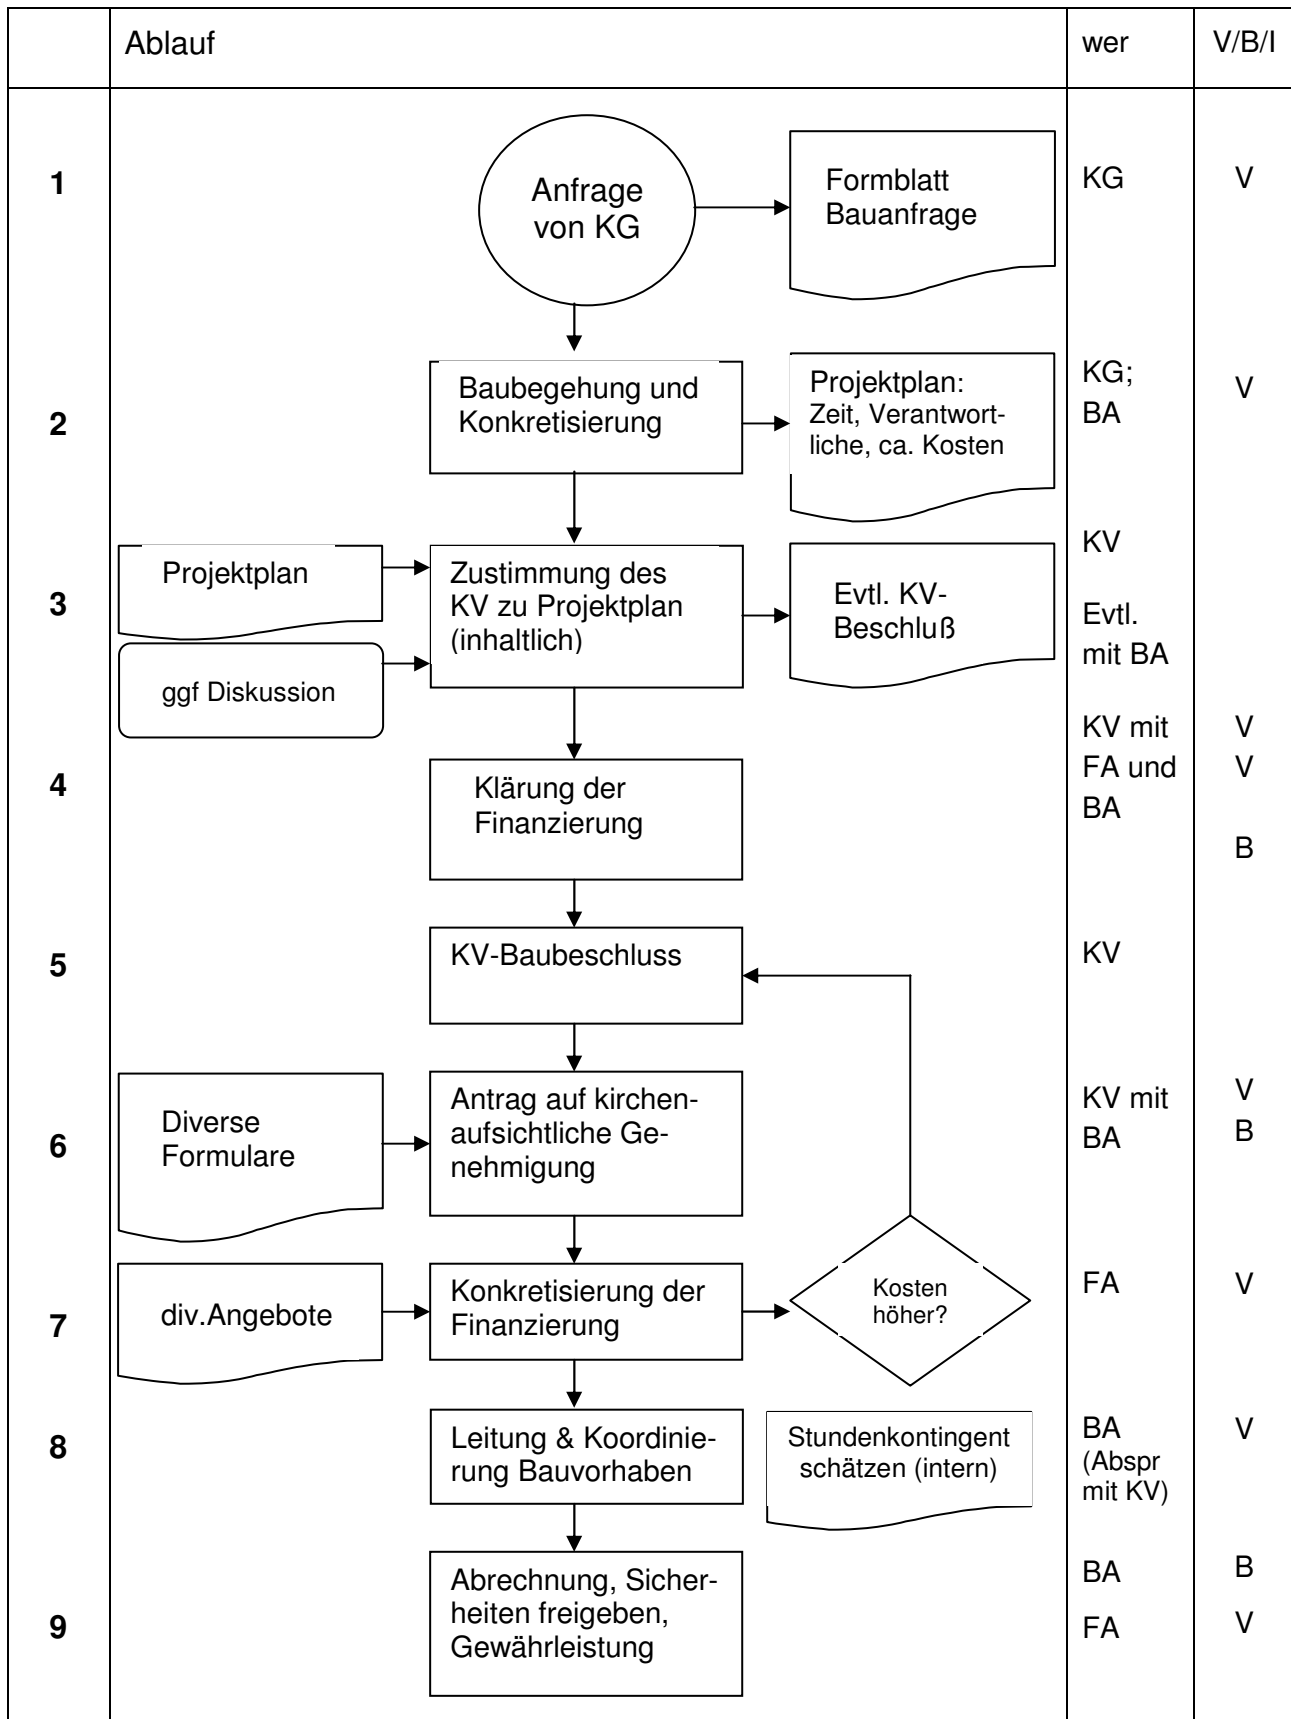 Ablauf
wer
V/B/I
1
Anfrage
von KG
Formblatt
Bauanfrage
KG
V
2
Baubegehung und
Konkretisierung
Projektplan:
Zeit, Verantwort-
liche, ca. Kosten
KG;
BA
V
3
Projektplan
ggf Diskussion
Zustimmung des
KV zu Projektplan
(inhaltlich)
Evtl. KV-
Beschluß
KV
Evtl.
mit BA
4
Klärung der
Finanzierung
KV mit
FA und
BA
V
V
B
5
KV-Baubeschluss
KV
6
Diverse
Formulare
Antrag auf kirchen-
aufsichtliche Ge-
nehmigung
KV mit
BA
V
B
7
div.Angebote
Konkretisierung der
Finanzierung
Kosten
höher?
FA
V
8
Leitung & Koordinie-
rung Bauvorhaben
Stundenkontingent
schätzen (intern)
BA
(Abspr
mit KV)
V
9
Abrechnung, Sicher-
heiten freigeben,
Gewährleistung
BA
FA
B
V